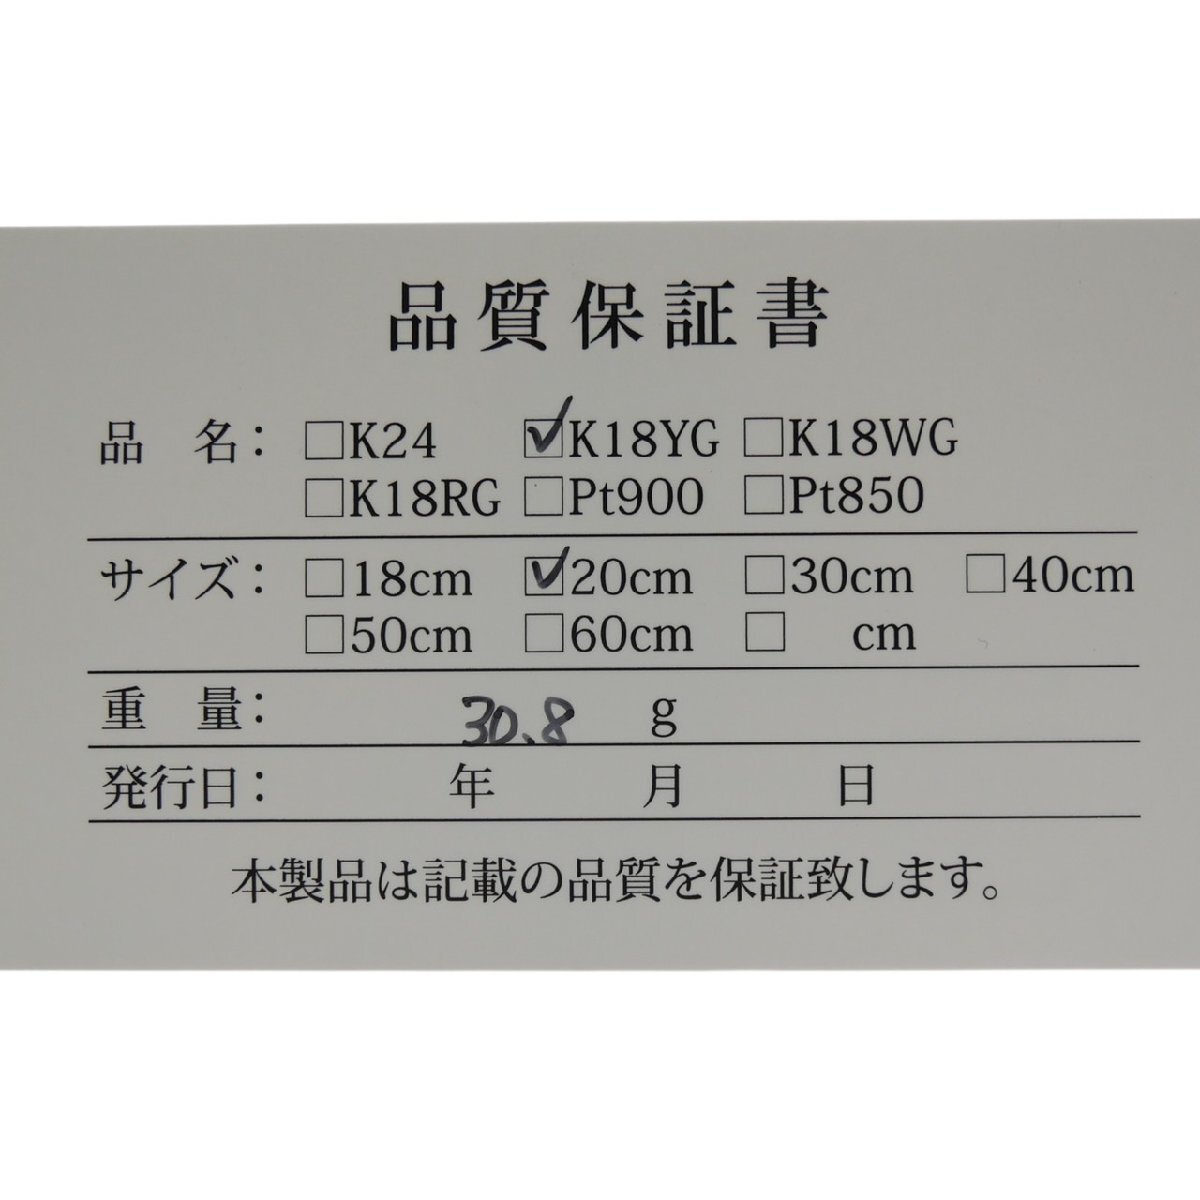 品質保証書
品 名：□K24 ☑K18YG □K18WG
□K18RG □Pt900 □Pt850
サイズ：□18cm ☑20cm □30cm □40cm
□50cm □60cm □ cm
重 量： 30.8 g
発行日： 年 月 日
本製品は記載の品質を保証致します。